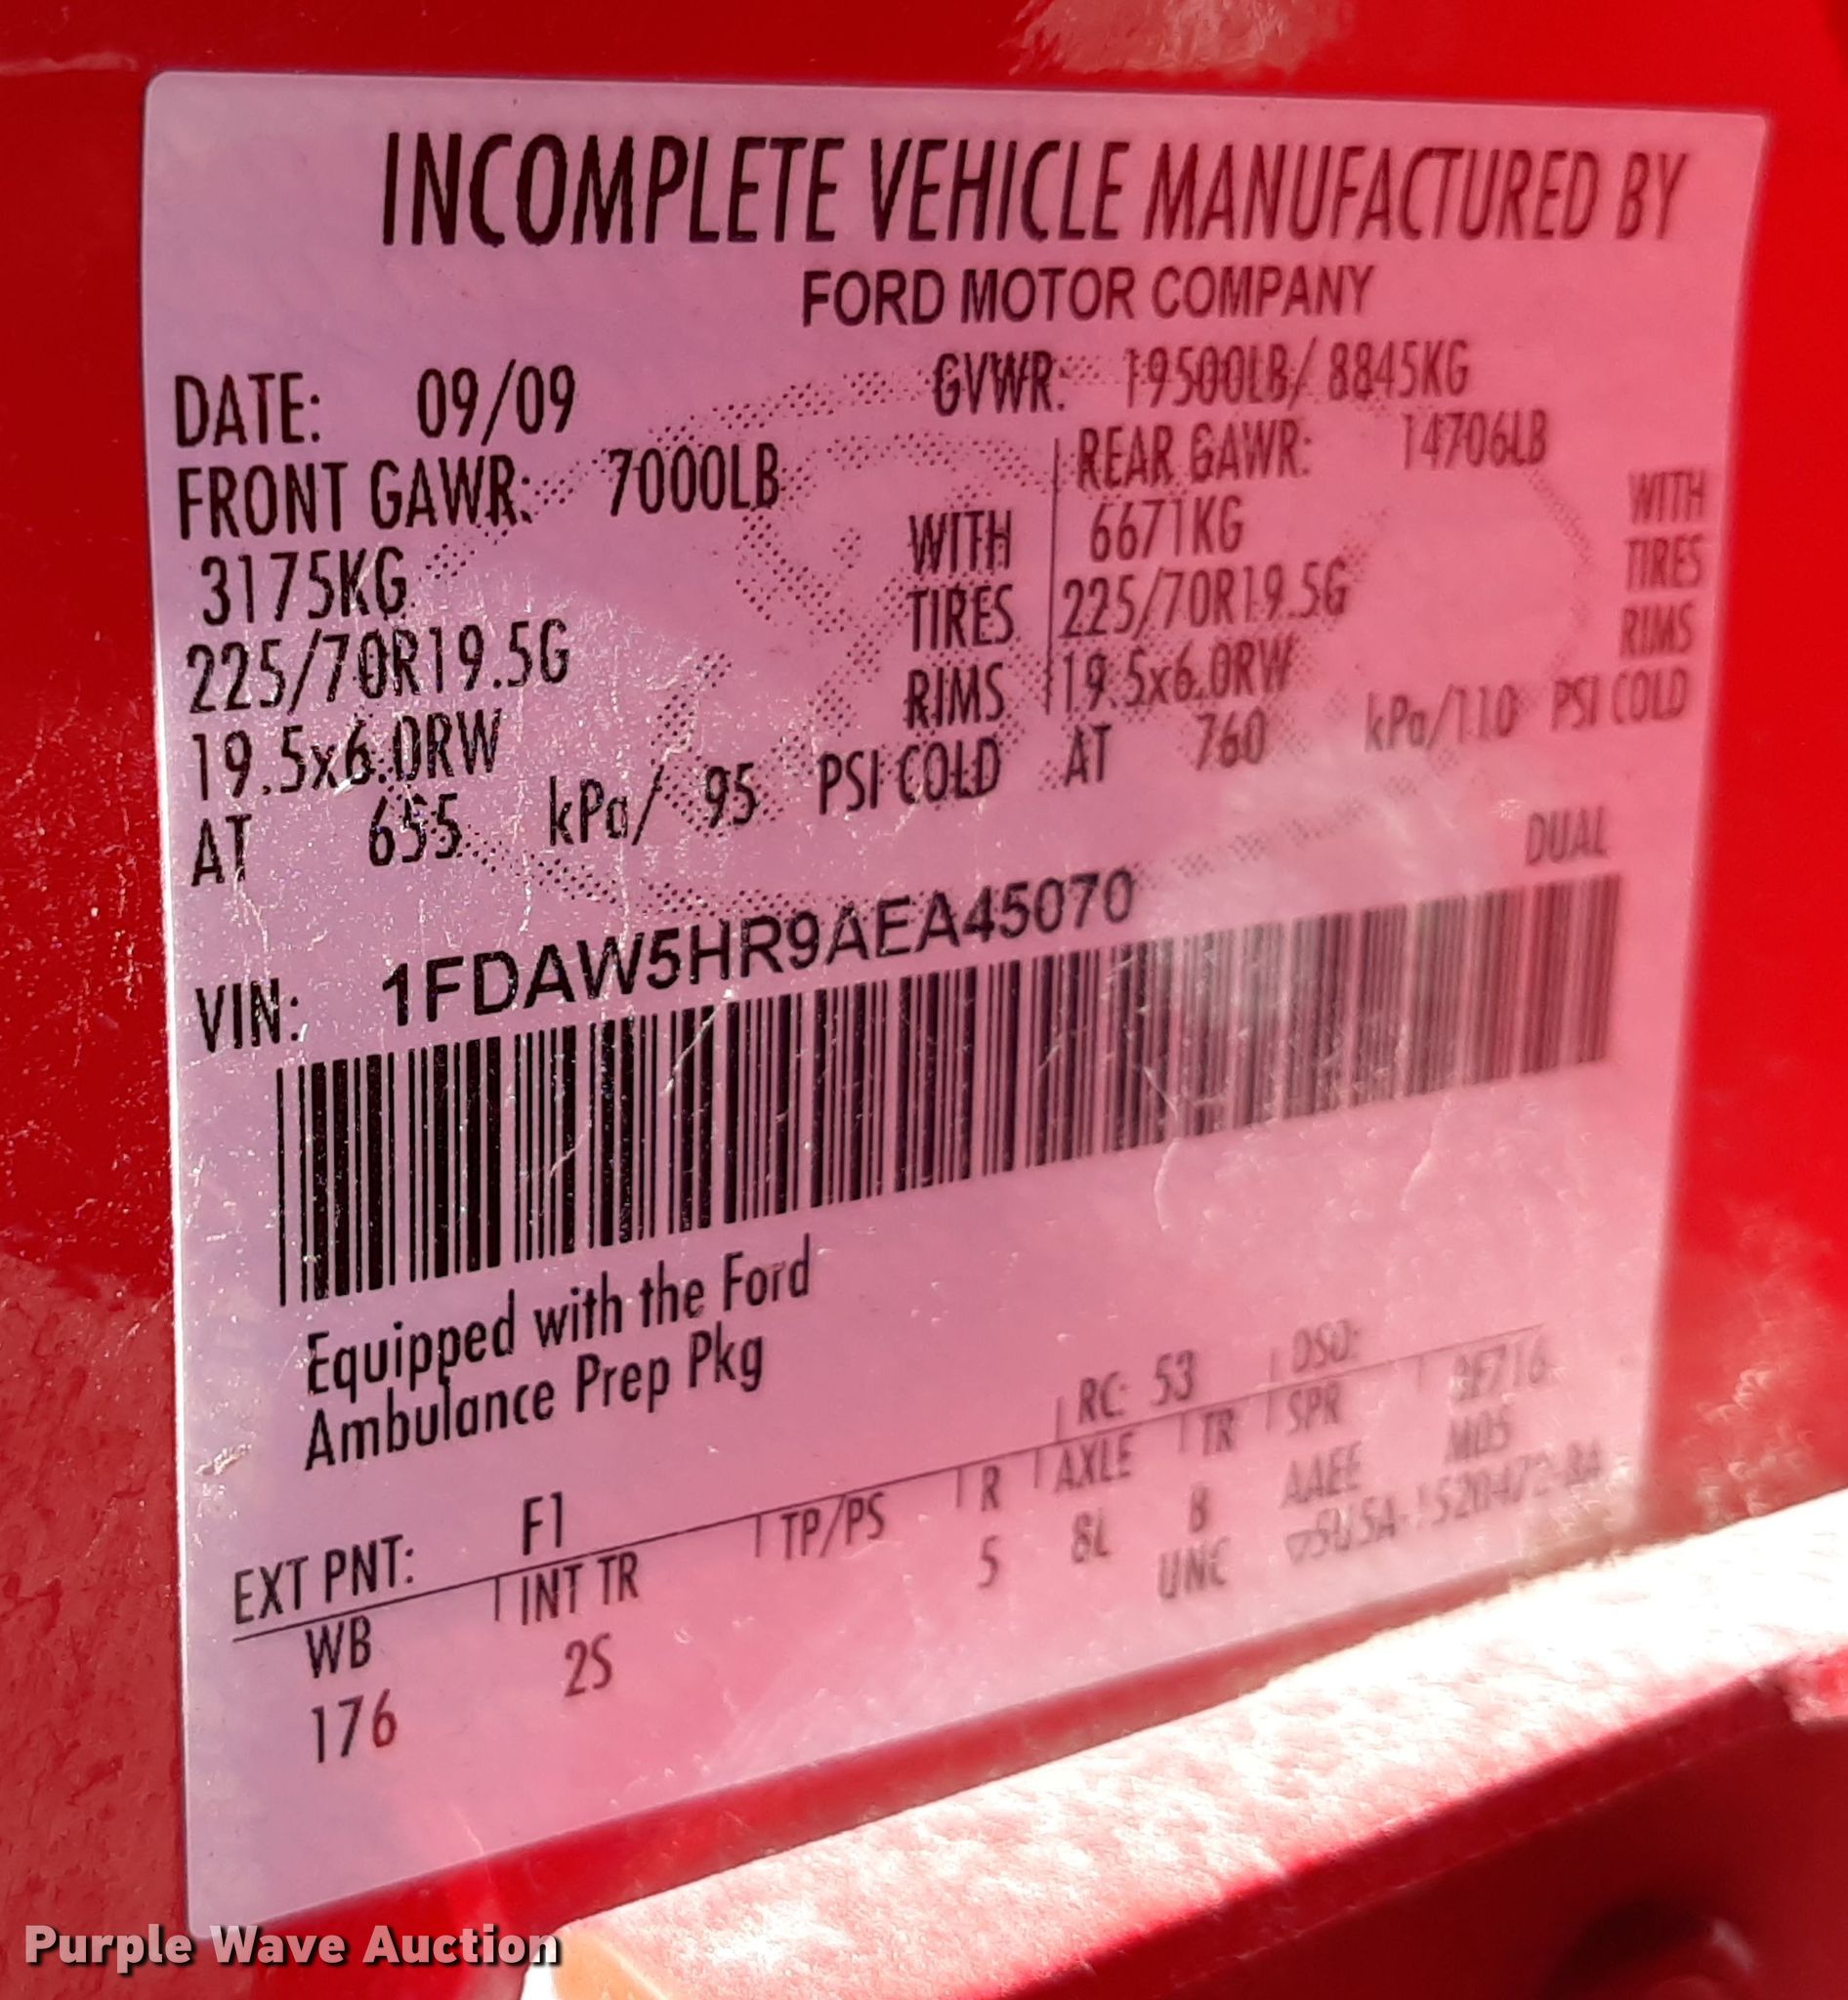 INCOMPLETE VEHICLE MANUFACTURED BY
FORD MOTOR COMPANY
DATE: 09/09 GVWR: 19500LB/ 8845KG
FRONT GAWR: 7000LB REAR GAWR: 14706LB
3175KG WITH 6671KG WITH
225/70R19.5G TIRES 225/70R19.5G TIRES
19.5x6.0RW RIMS 19.5x6.0RW RIMS
AT 655 kPa/ 95 PSI COLD AT 760 kPa/110 PSI COLD
DUAL
VIN: 1FDAW5HR9AEA45070
Equipped with the Ford
Ambulance Prep Pkg
EXT PNT: F1 RC: 53 DSO:
WB INT TR TP/PS R AXLE TR SPR
176 2S 5 8L B AAEE M05
UNC
Purple Wave Auction